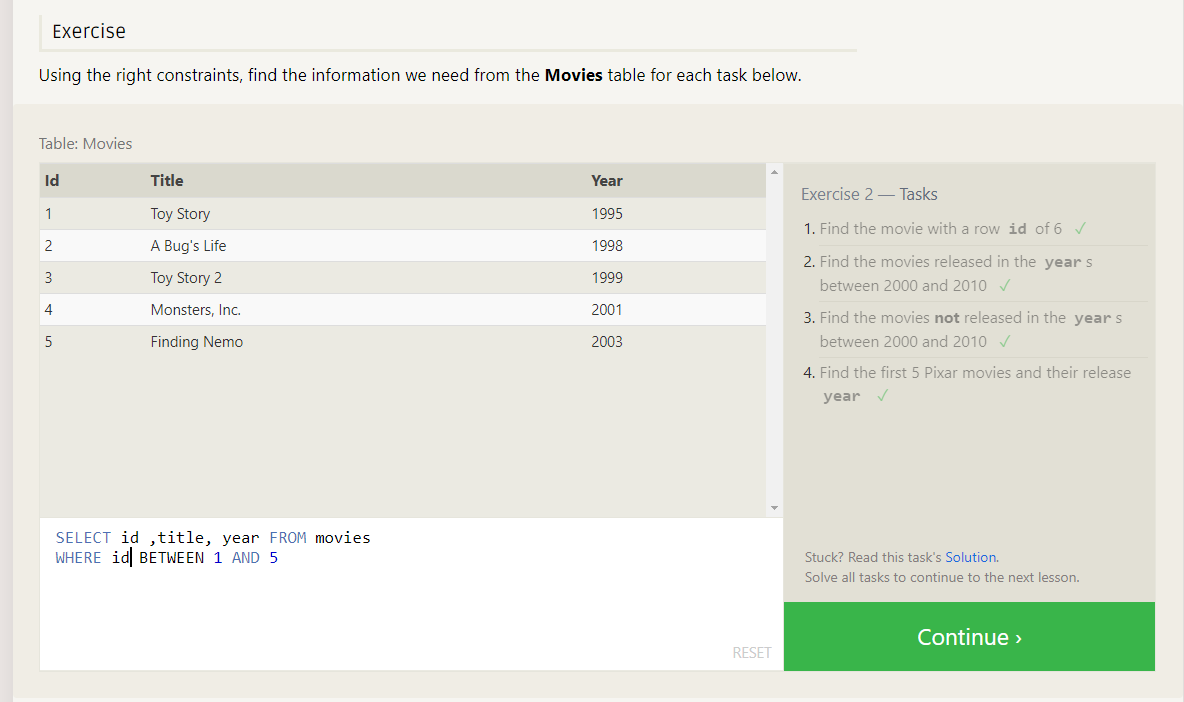 Exercise
Using the right constraints, find the information we need from the Movies table for each task below.
Table: Movies
Id Title Year
1 Toy Story 1995
2 A Bug's Life 1998
3 Toy Story 2 1999
4 Monsters, Inc. 2001
5 Finding Nemo 2003
SELECT id ,title, year FROM movies
WHERE id BETWEEN 1 AND 5
RESET
Exercise 2 — Tasks
1. Find the movie with a row id of 6 ✓
2. Find the movies released in the year s
between 2000 and 2010 ✓
3. Find the movies not released in the year s
between 2000 and 2010 ✓
4. Find the first 5 Pixar movies and their release
year ✓
Stuck? Read this task's Solution.
Solve all tasks to continue to the next lesson.
Continue ›